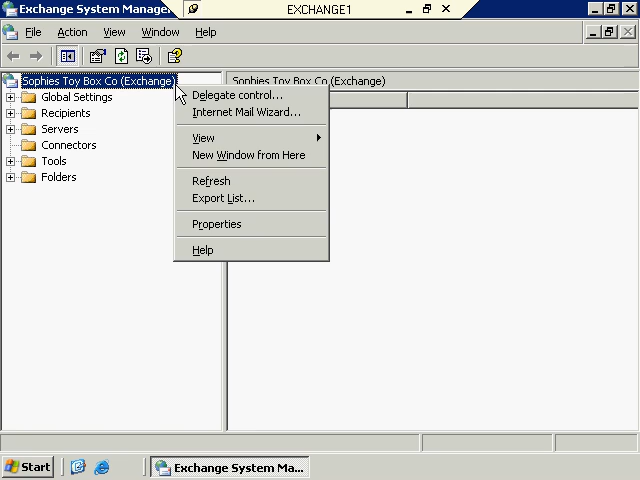 Exchange System Manager
EXCHANGE1
File Action View Window Help
Sophies Toy Box Co (Exchange)
Sophies Toy Box Co (Exchange)
Global Settings
Recipients
Servers
Connectors
Tools
Folders
Delegate control...
Internet Mail Wizard...
View
New Window from Here
Refresh
Export List...
Properties
Help
Start
Exchange System Ma...